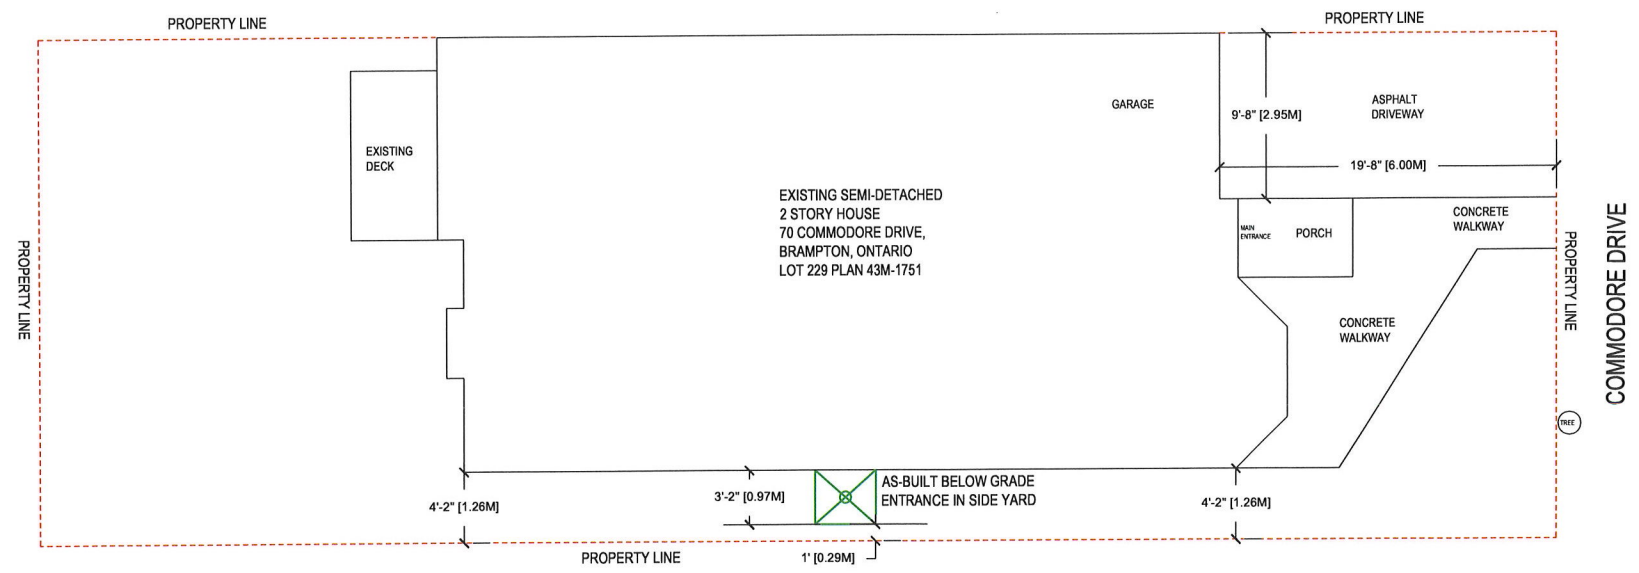 PROPERTY LINE
PROPERTY LINE
GARAGE
9'-8" [2.95M]
ASPHALT
DRIVEWAY
EXISTING
DECK
19'-8" [6.00M]
EXISTING SEMI-DETACHED
2 STORY HOUSE
70 COMMODORE DRIVE,
BRAMPTON, ONTARIO
LOT 229 PLAN 43M-1751
MAIN
ENTRANCE
PORCH
CONCRETE
WALKWAY
PROPERTY LINE
PROPERTY LINE
COMMODORE DRIVE
CONCRETE
WALKWAY
TREE
4'-2" [1.26M]
3'-2" [0.97M]
AS-BUILT BELOW GRADE
ENTRANCE IN SIDE YARD
4'-2" [1.26M]
PROPERTY LINE
1' [0.29M]